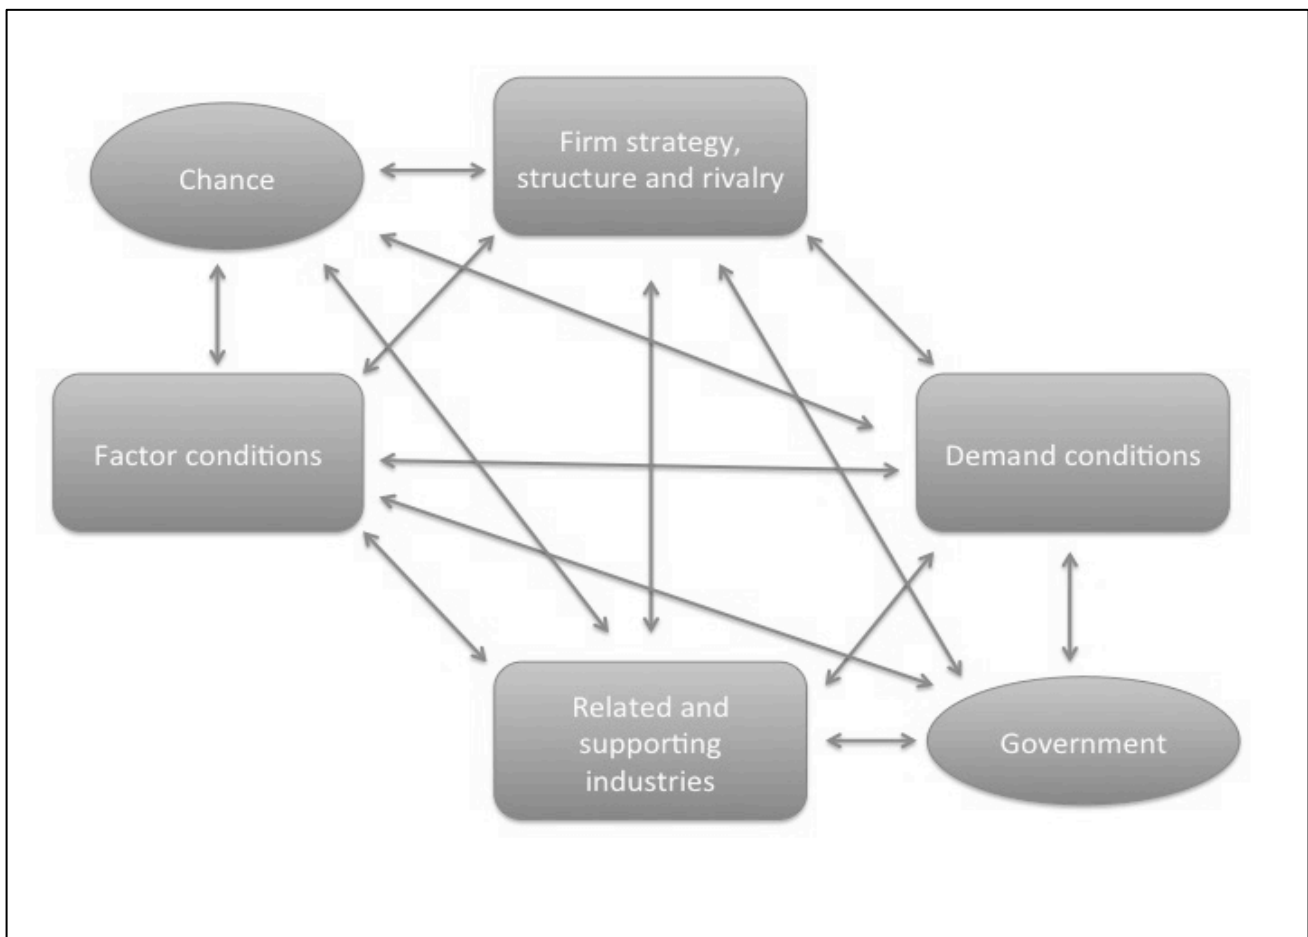 Firm strategy,
structure and rivalry
Chance
Factor conditions
Demand conditions
Related and
supporting
industries
Government